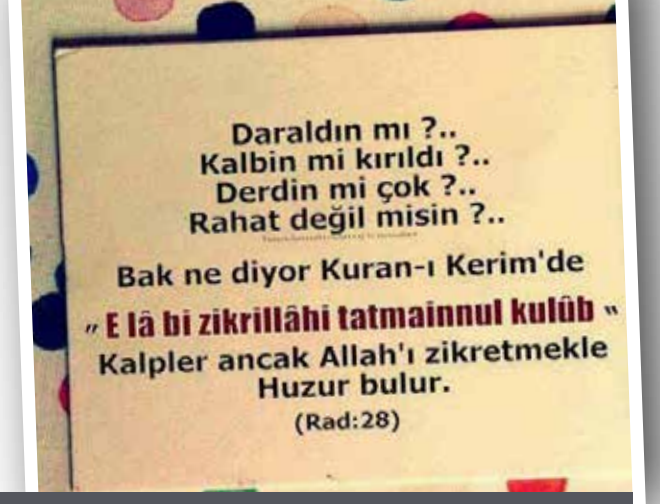 Daraldın mı ?..
Kalbin mi kırıldı ?..
Derdin mi çok ?..
Rahat değil misin ?..
Bak ne diyor Kuran-ı Kerim'de
" E lâ bi zikrillâhi tatmainnul kulûb "
Kalpler ancak Allah'ı zikretmekle
Huzur bulur.
(Rad:28)